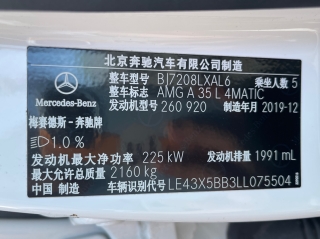 北京奔驰汽车有限公司制造
整车型号 BJ7208LXAL6 乘坐人数 5
整车型号 AMG A 35 L 4MATIC
发动机型号 260 920 制造年月 2019-12
Mercedes-Benz
梅赛德斯-奔驰牌
1.0 %
发动机最大净功率 225 kW 发动机排量 1991 mL
最大允许总质量 2160 kg
中国 制造 车辆识别代号 LE43X5BB3LL075504